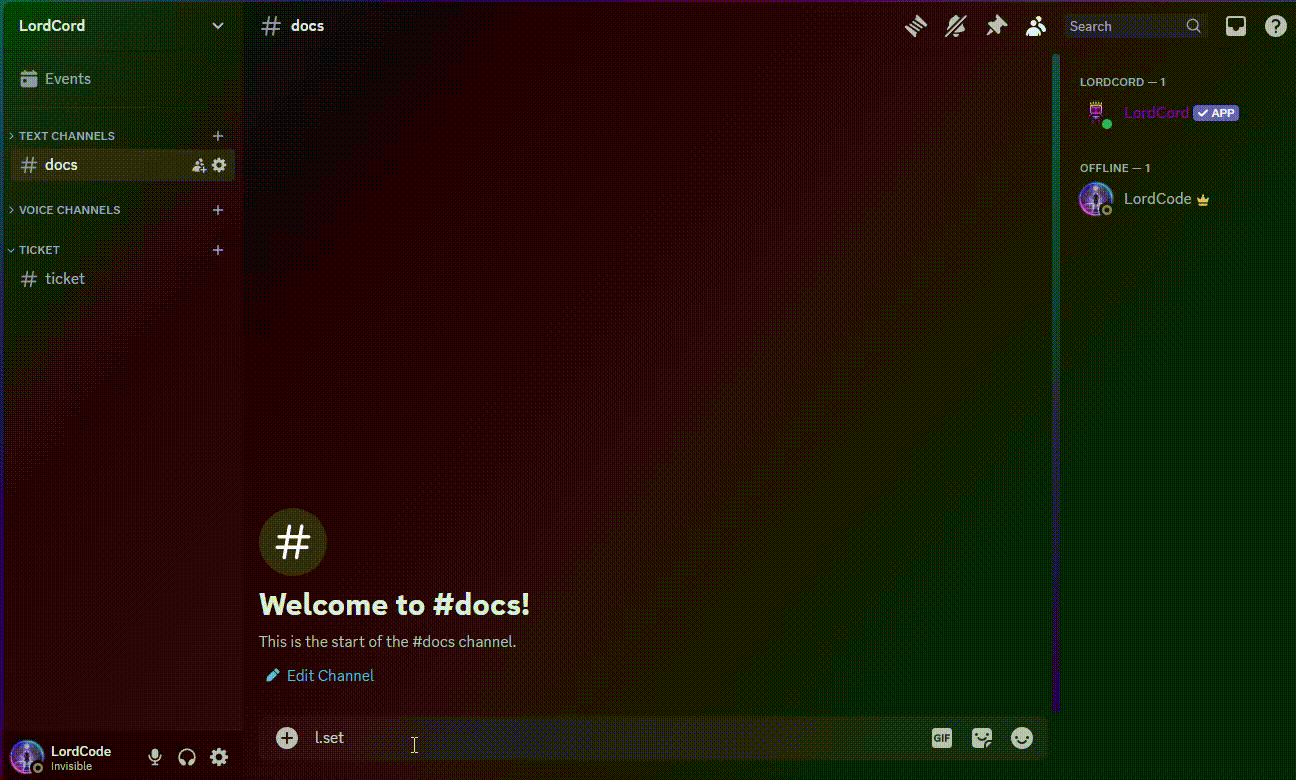 LordCord
Events
TEXT CHANNELS
docs
VOICE CHANNELS
TICKET
ticket
LordCode
Invisible
docs
Search
Welcome to #docs!
This is the start of the #docs channel.
Edit Channel
l.set
GIF
LORDCORD — 1
LordCord APP
OFFLINE — 1
LordCode